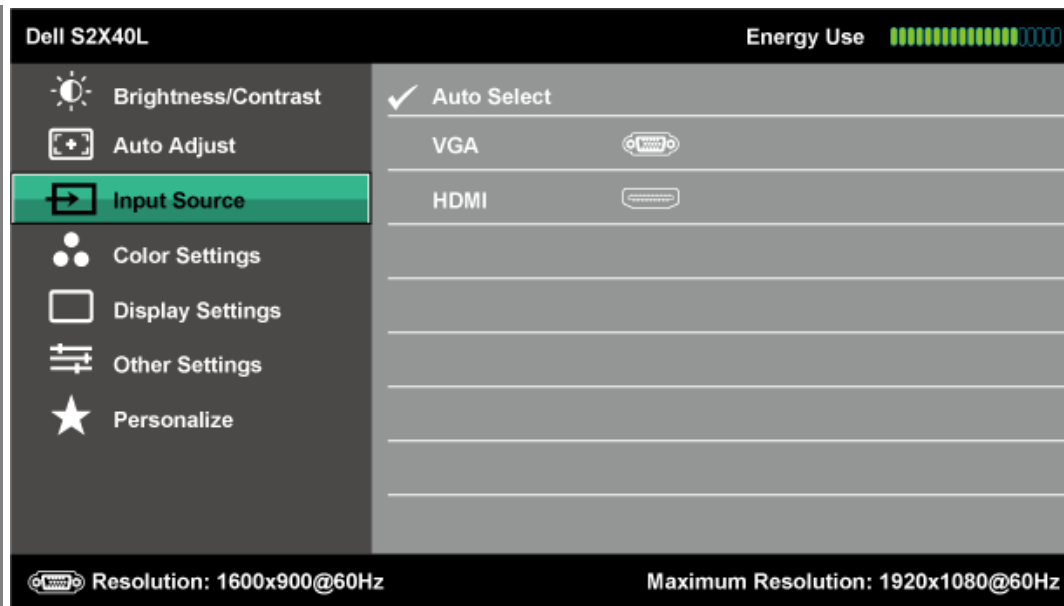 Dell S2X40L Energy Use
Brightness/Contrast Auto Select
Auto Adjust VGA
Input Source HDMI
Color Settings
Display Settings
Other Settings
Personalize
Resolution: 1600x900@60Hz Maximum Resolution: 1920x1080@60Hz